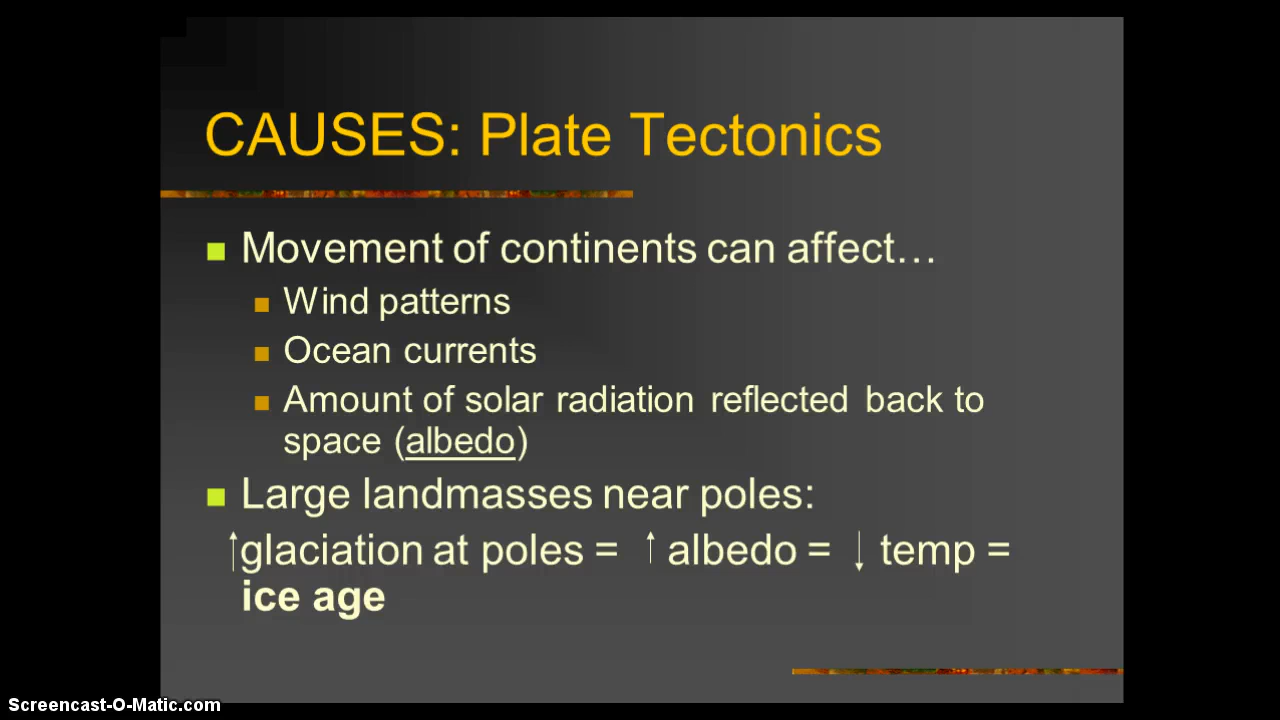 CAUSES: Plate Tectonics
■ Movement of continents can affect…
■ Wind patterns
■ Ocean currents
■ Amount of solar radiation reflected back to
space (albedo)
■ Large landmasses near poles:
↑glaciation at poles = ↑ albedo = ↓ temp =
ice age
Screencast-O-Matic.com